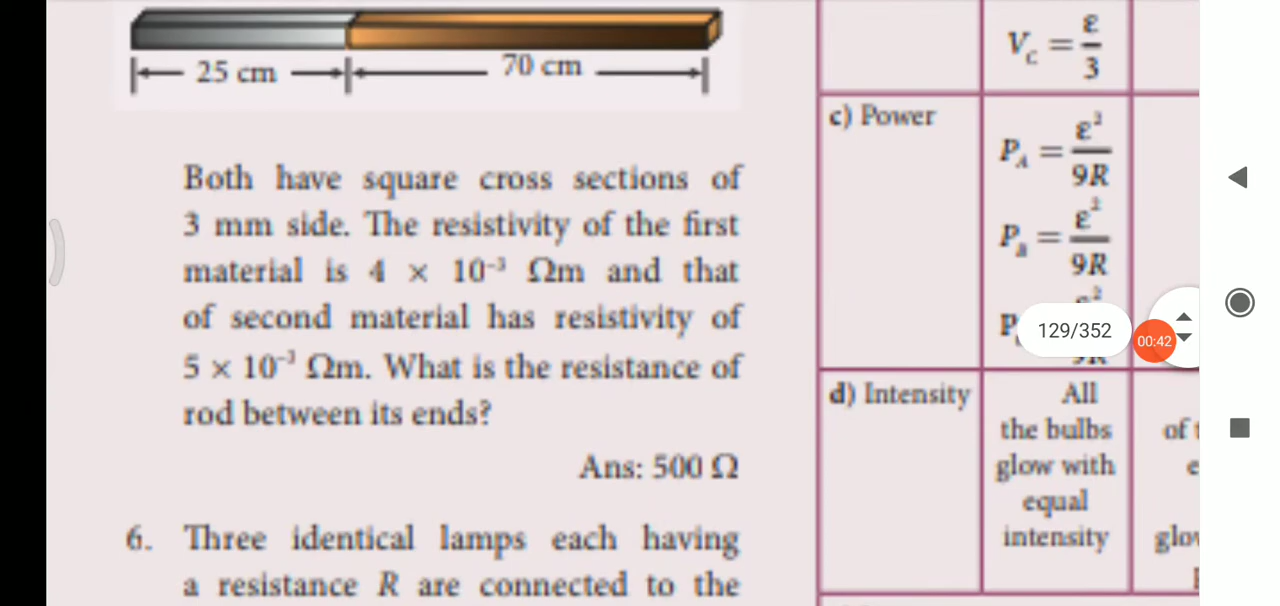 25 cm
70 cm
Both have square cross sections of
3 mm side. The resistivity of the first
material is 4 × 10⁻³ Ωm and that
of second material has resistivity of
5 × 10⁻³ Ωm. What is the resistance of
rod between its ends?
Ans: 500 Ω
6. Three identical lamps each having
a resistance R are connected to the
V_C = ε/3
c) Power
P_A = ε²/9R
P_B = ε²/9R
P
129/352
00:42
d) Intensity
All
the bulbs
glow with
equal
intensity
of